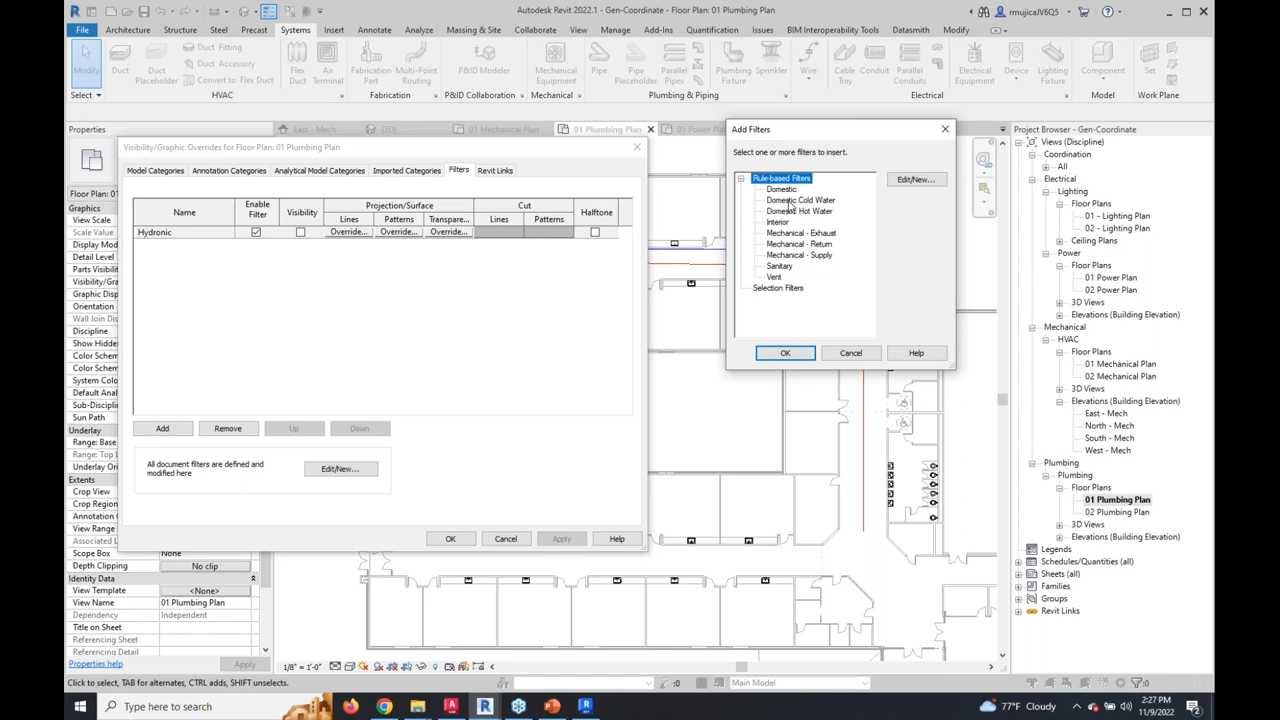 Autodesk Revit 2022.1 - Gen-Coordinate - Floor Plan: 01 Plumbing Plan
rmujicaJV6Q5
File Architecture Structure Steel Precast Systems Insert Annotate Analyze Massing & Site Collaborate View Manage Add-Ins Quantification Issues BIM Interoperability Tools Datasmith Modify
Modify
Duct
Duct Placeholder
Duct Fitting
Duct Accessory
Convert to Flex Duct
Flex Duct
Air Terminal
Fabrication Part
Multi-Point Routing
P&ID Modeler
Mechanical Equipment
Pipe
Pipe Placeholder
Parallel Pipes
Plumbing Fixture
Sprinkler
Wire
Cable Tray
Conduit
Parallel Conduits
Electrical Equipment
Device
Lighting Fixture
Component
Set
Select HVAC Fabrication P&ID Collaboration Mechanical Plumbing & Piping Electrical Model Work Plane
Properties
East - Mech
{3D}
01 Mechanical Plan
01 Plumbing Plan
01 Power
Floor Plan: 0
Graphics
View Scale
Scale Value
Display Mod
Detail Level
Parts Visibilit
Visibility/Gra
Graphic Disp
Orientation
Wall Join Dis
Discipline
Show Hidder
Color Schem
Color Schem
System Colo
Default Anal
Sub-Disciplin
Sun Path
Underlay
Range: Base
Range: Top
Underlay Ori
Extents
Crop View
Crop Region
Annotation
View Range
Associated L
Scope Box None
Depth Clipping No clip
Identity Data
View Template <None>
View Name 01 Plumbing Plan
Dependency Independent
Title on Sheet
Referencing Sheet
Referencing Detail
Properties help Apply
Visibility/Graphic Overrides for Floor Plan: 01 Plumbing Plan
Model Categories Annotation Categories Analytical Model Categories Imported Categories Filters Revit Links
Name Enable Filter Visibility Projection/Surface Cut Halftone
Lines Patterns Transpare... Lines Patterns
Hydronic Override... Override... Override...
Add Remove Up Down
All document filters are defined and
modified here
Edit/New...
OK Cancel Apply Help
Add Filters
Select one or more filters to insert.
Rule-based Filters
Domestic
Domestic Cold Water
Domestic Hot Water
Interior
Mechanical - Exhaust
Mechanical - Return
Mechanical - Supply
Sanitary
Vent
Selection Filters
Edit/New...
OK Cancel Help
Project Browser - Gen-Coordinate
Views (Discipline)
Coordination
All
Electrical
Lighting
Floor Plans
01 - Lighting Plan
02 - Lighting Plan
Ceiling Plans
Power
Floor Plans
01 Power Plan
02 Power Plan
3D Views
Elevations (Building Elevation)
Mechanical
HVAC
Floor Plans
01 Mechanical Plan
02 Mechanical Plan
3D Views
Elevations (Building Elevation)
East - Mech
North - Mech
South - Mech
West - Mech
Plumbing
Plumbing
Floor Plans
01 Plumbing Plan
02 Plumbing Plan
3D Views
Elevations (Building Elevation)
Legends
Schedules/Quantities (all)
Sheets (all)
Families
Groups
Revit Links
1/8" = 1'-0"
Click to select, TAB for alternates, CTRL adds, SHIFT unselects.
:0
Main Model
:0
Type here to search
77°F Cloudy
2:27 PM
11/9/2022